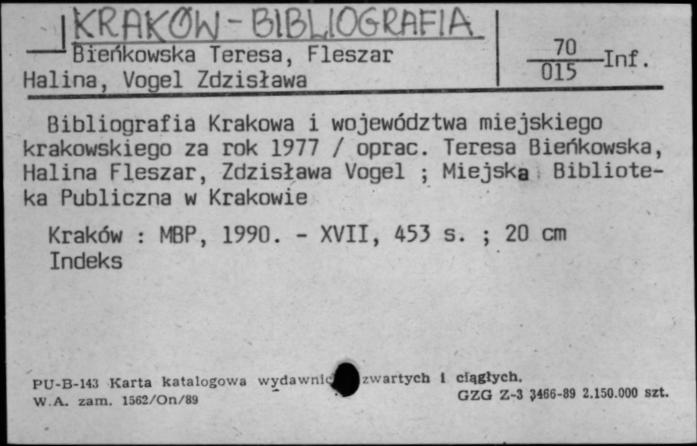 KRAKÓW - BIBLIOGRAFIA
Bieńkowska Teresa, Fleszar
Halina, Vogel Zdzisława
70
015 Inf.
Bibliografia Krakowa i województwa miejskiego
krakowskiego za rok 1977 / oprac. Teresa Bieńkowska,
Halina Fleszar, Zdzisława Vogel ; Miejska Bibliote-
ka Publiczna w Krakowie
Kraków : MBP, 1990. - XVII, 453 s. ; 20 cm
Indeks
PU-B-143 Karta katalogowa zwartych i ciągłych.
W.A. zam. 1562/On/89
GZG Z-3 3466-89 2.150.000 szt.